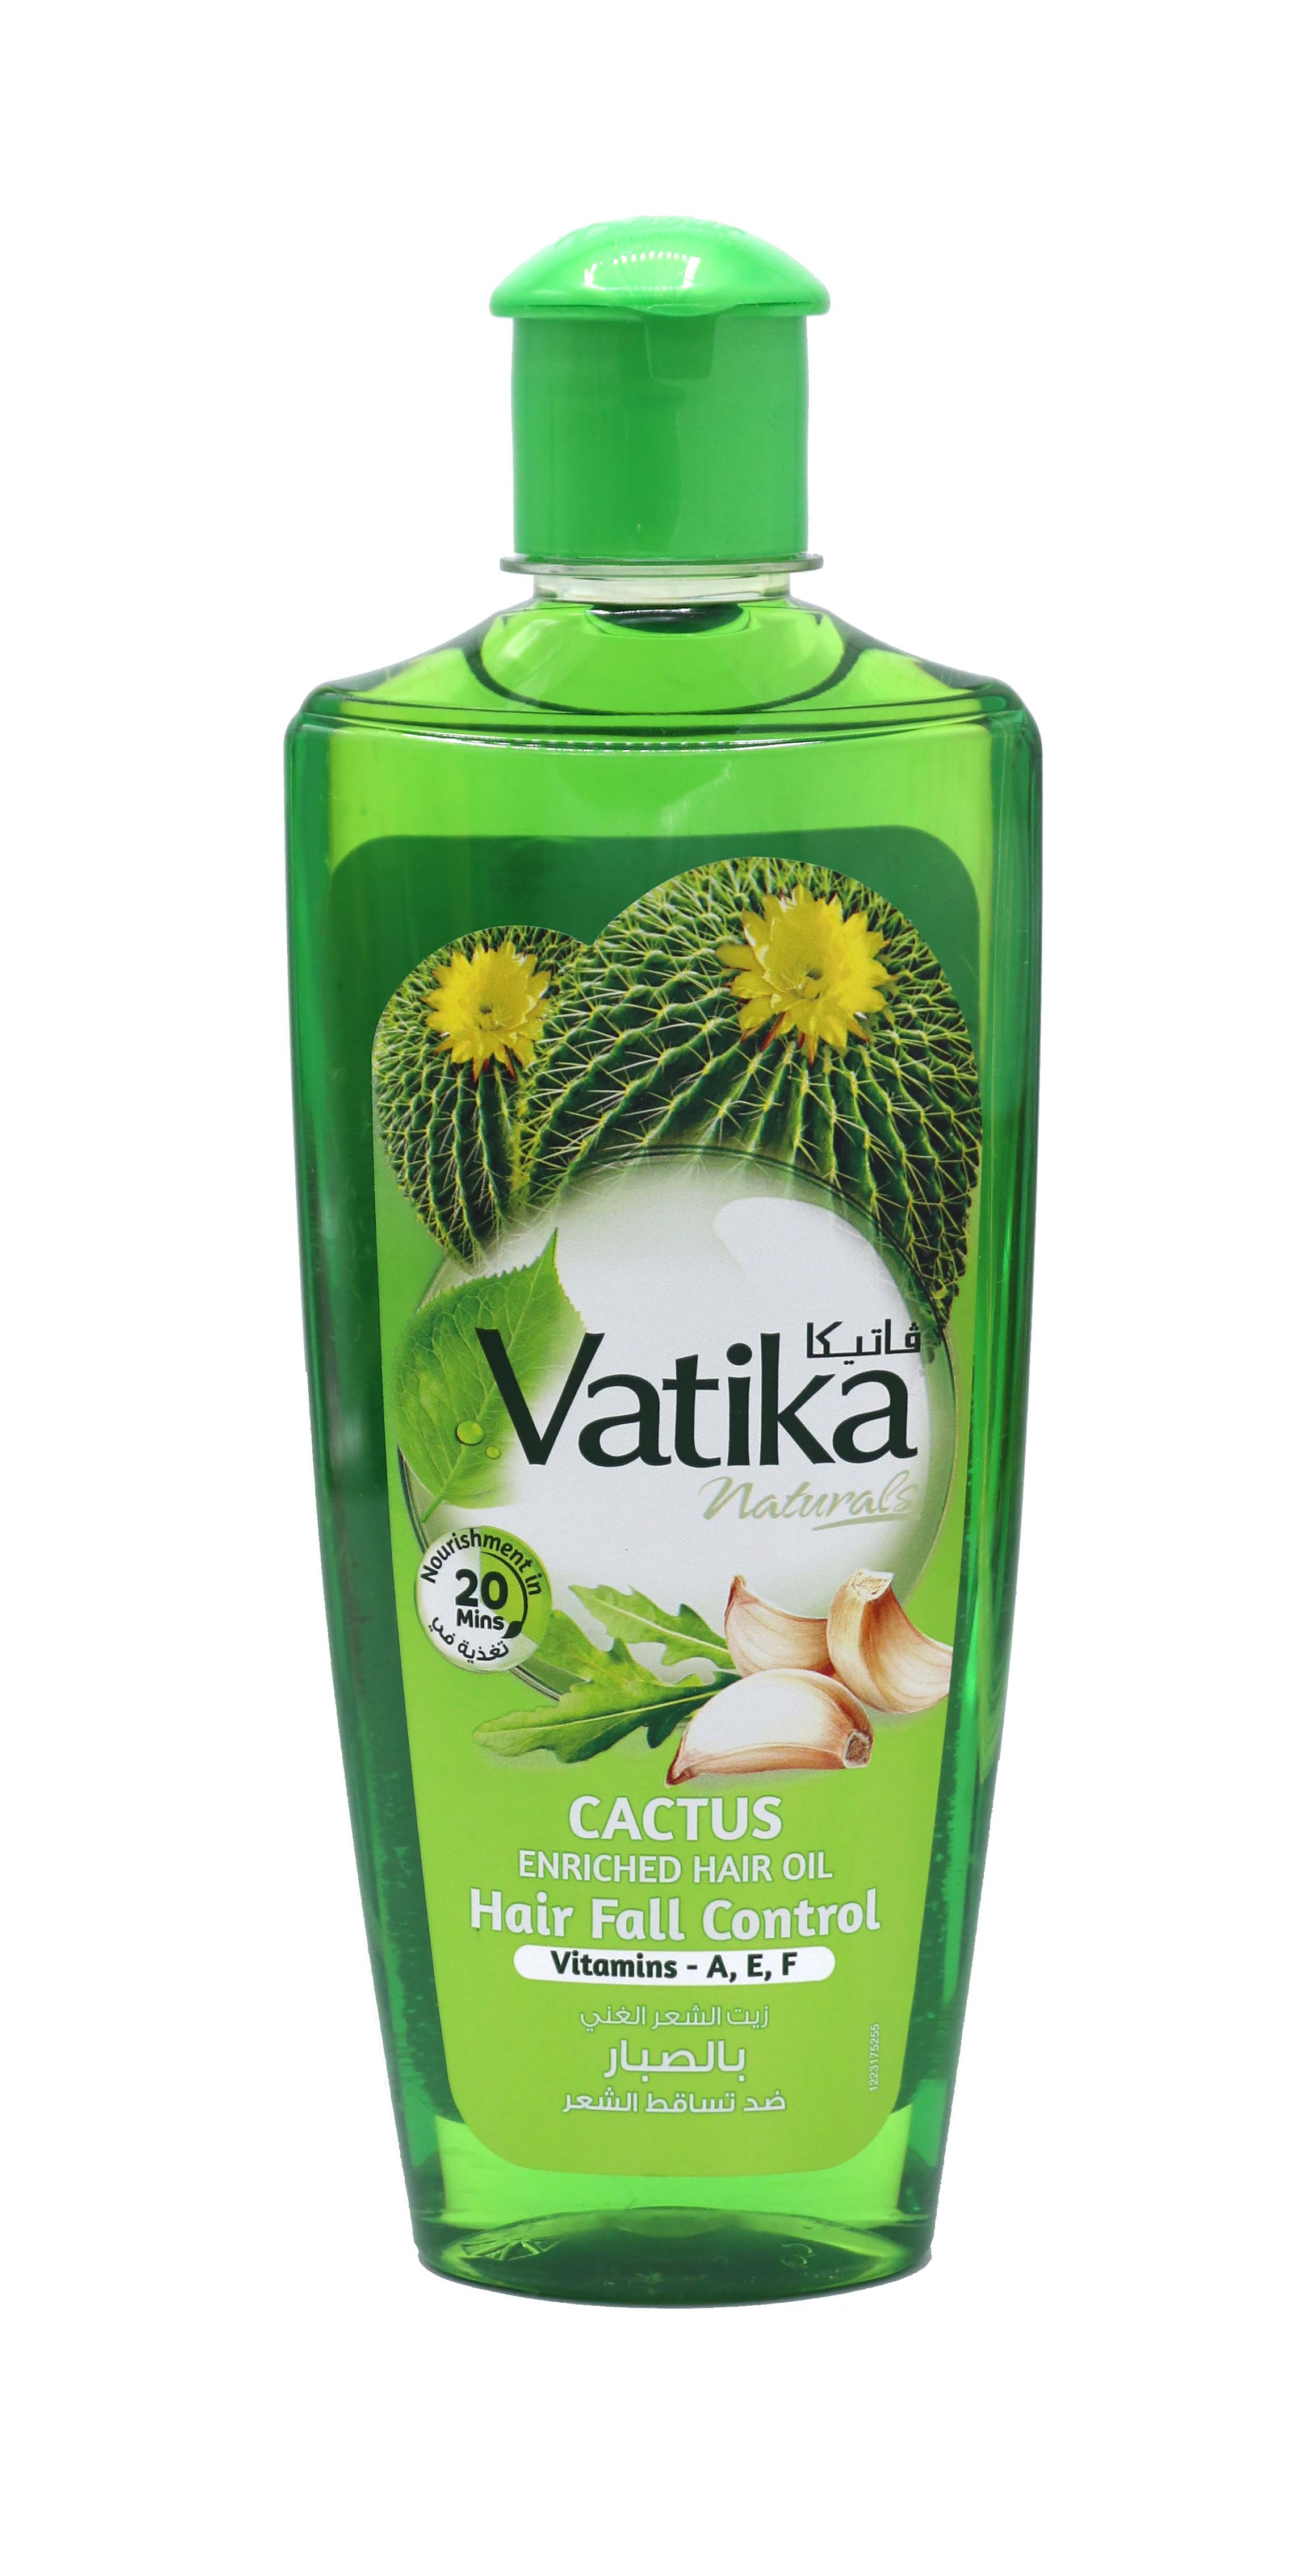 ڤاتيكا
Vatika
Naturals
Nourishment in
20
Mins
تغذية في
CACTUS
ENRICHED HAIR OIL
Hair Fall Control
Vitamins - A, E, F
زيت الشعر الغني
بالصبار
ضد تساقط الشعر
1223175255